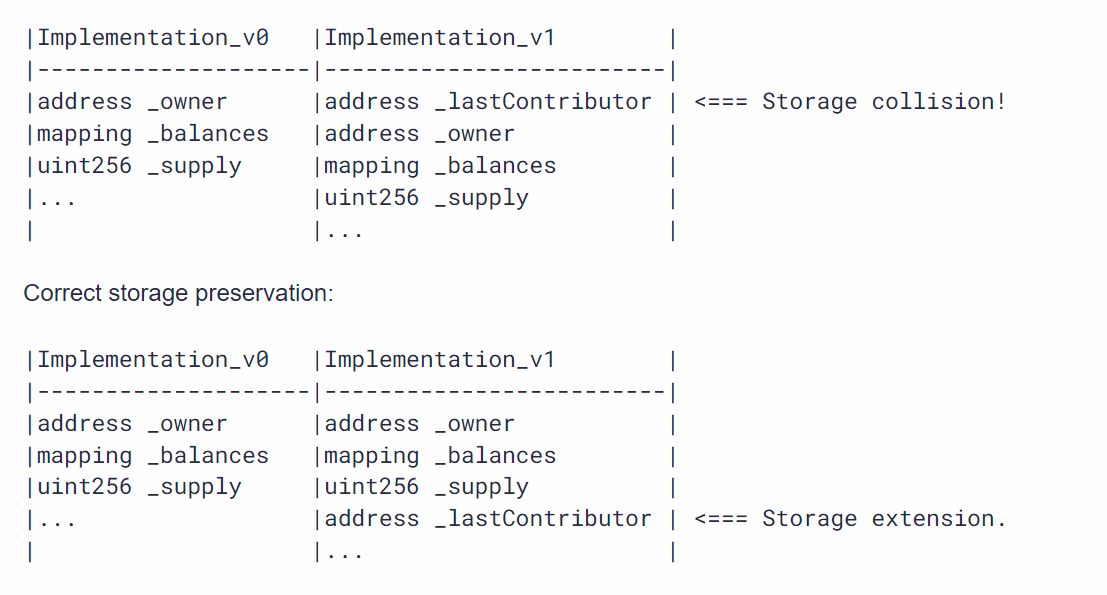 |Implementation_v0   |Implementation_v1        |
|--------------------|-------------------------|
|address _owner      |address _lastContributor | <=== Storage collision!
|mapping _balances   |address _owner           |
|uint256 _supply     |mapping _balances        |
|...                 |uint256 _supply          |
|                    |...                      |
Correct storage preservation:
|Implementation_v0   |Implementation_v1        |
|--------------------|-------------------------|
|address _owner      |address _owner           |
|mapping _balances   |mapping _balances        |
|uint256 _supply     |uint256 _supply          |
|...                 |address _lastContributor | <=== Storage extension.
|                    |...                      |